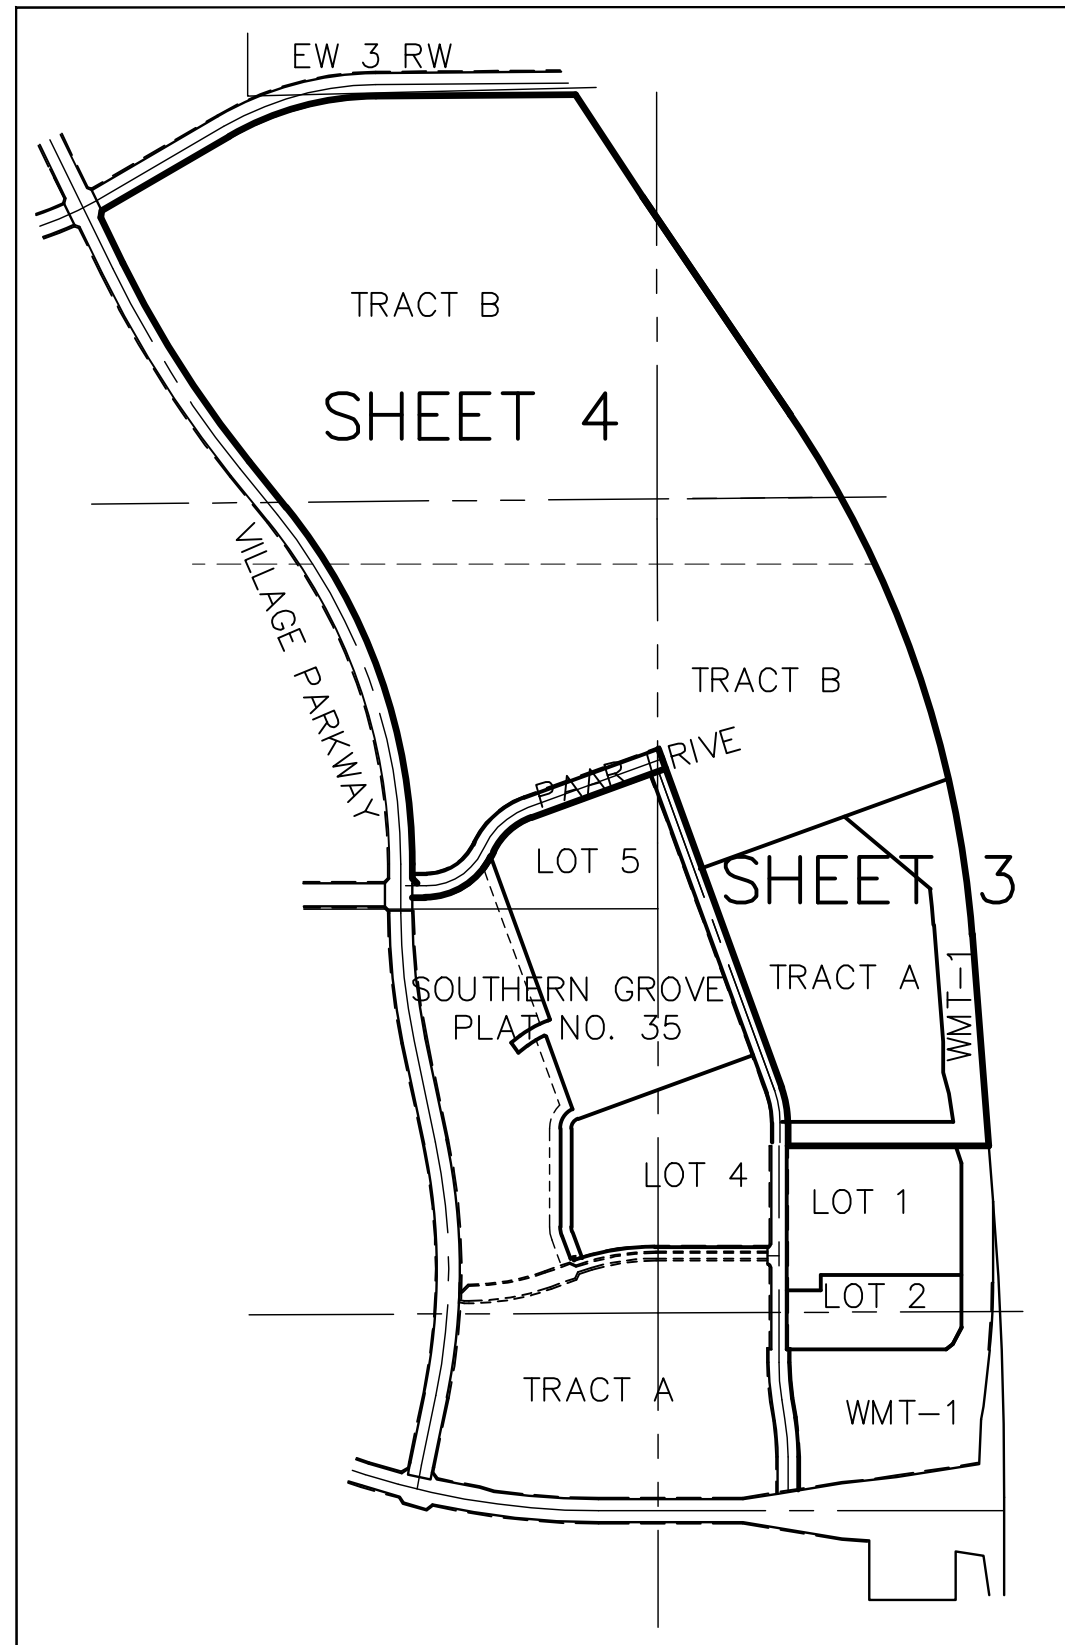 EW 3 RW
TRACT B
SHEET 4
VILLAGE PARKWAY
TRACT B
PAAR DRIVE
LOT 5
SHEET 3
TRACT A
WMT-1
SOUTHERN GROVE
PLAT NO. 35
LOT 4
LOT 1
LOT 2
TRACT A
WMT-1